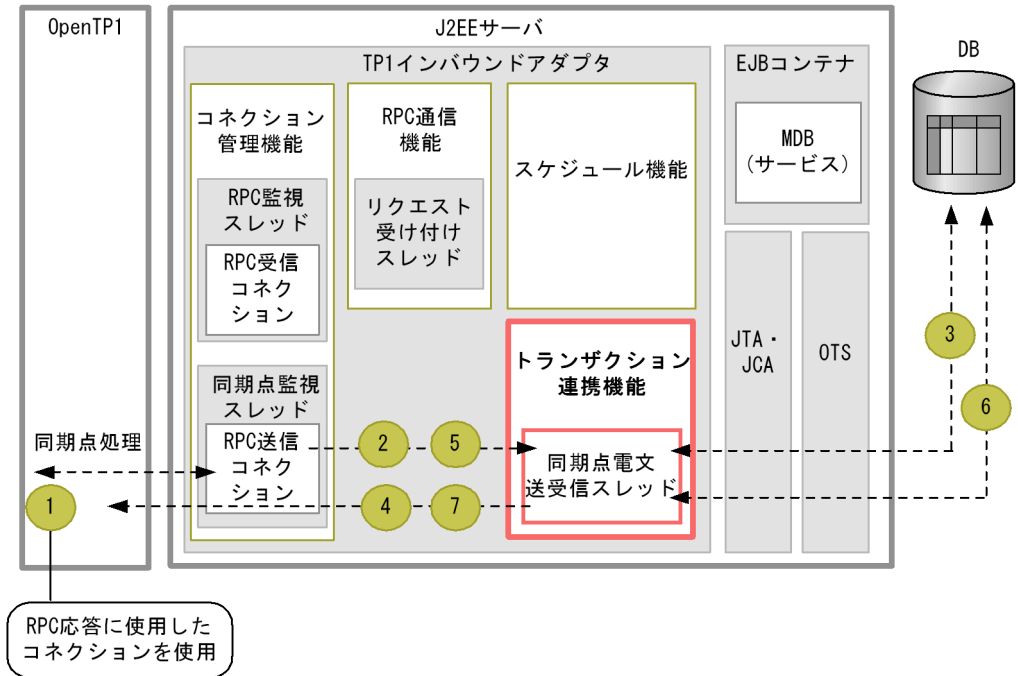 OpenTP1
J2EEサーバ
TP1インバウンドアダプタ
コネクション
管理機能
RPC監視
スレッド
RPC受信
コネク
ション
同期点監視
スレッド
RPC送信
コネク
ション
RPC通信
機能
リクエスト
受け付け
スレッド
スケジュール機能
トランザクション
連携機能
同期点電文
送受信スレッド
EJBコンテナ
MDB
(サービス)
JTA・
JCA
OTS
DB
同期点処理
1
2
5
4
7
3
6
RPC応答に使用した
コネクションを使用